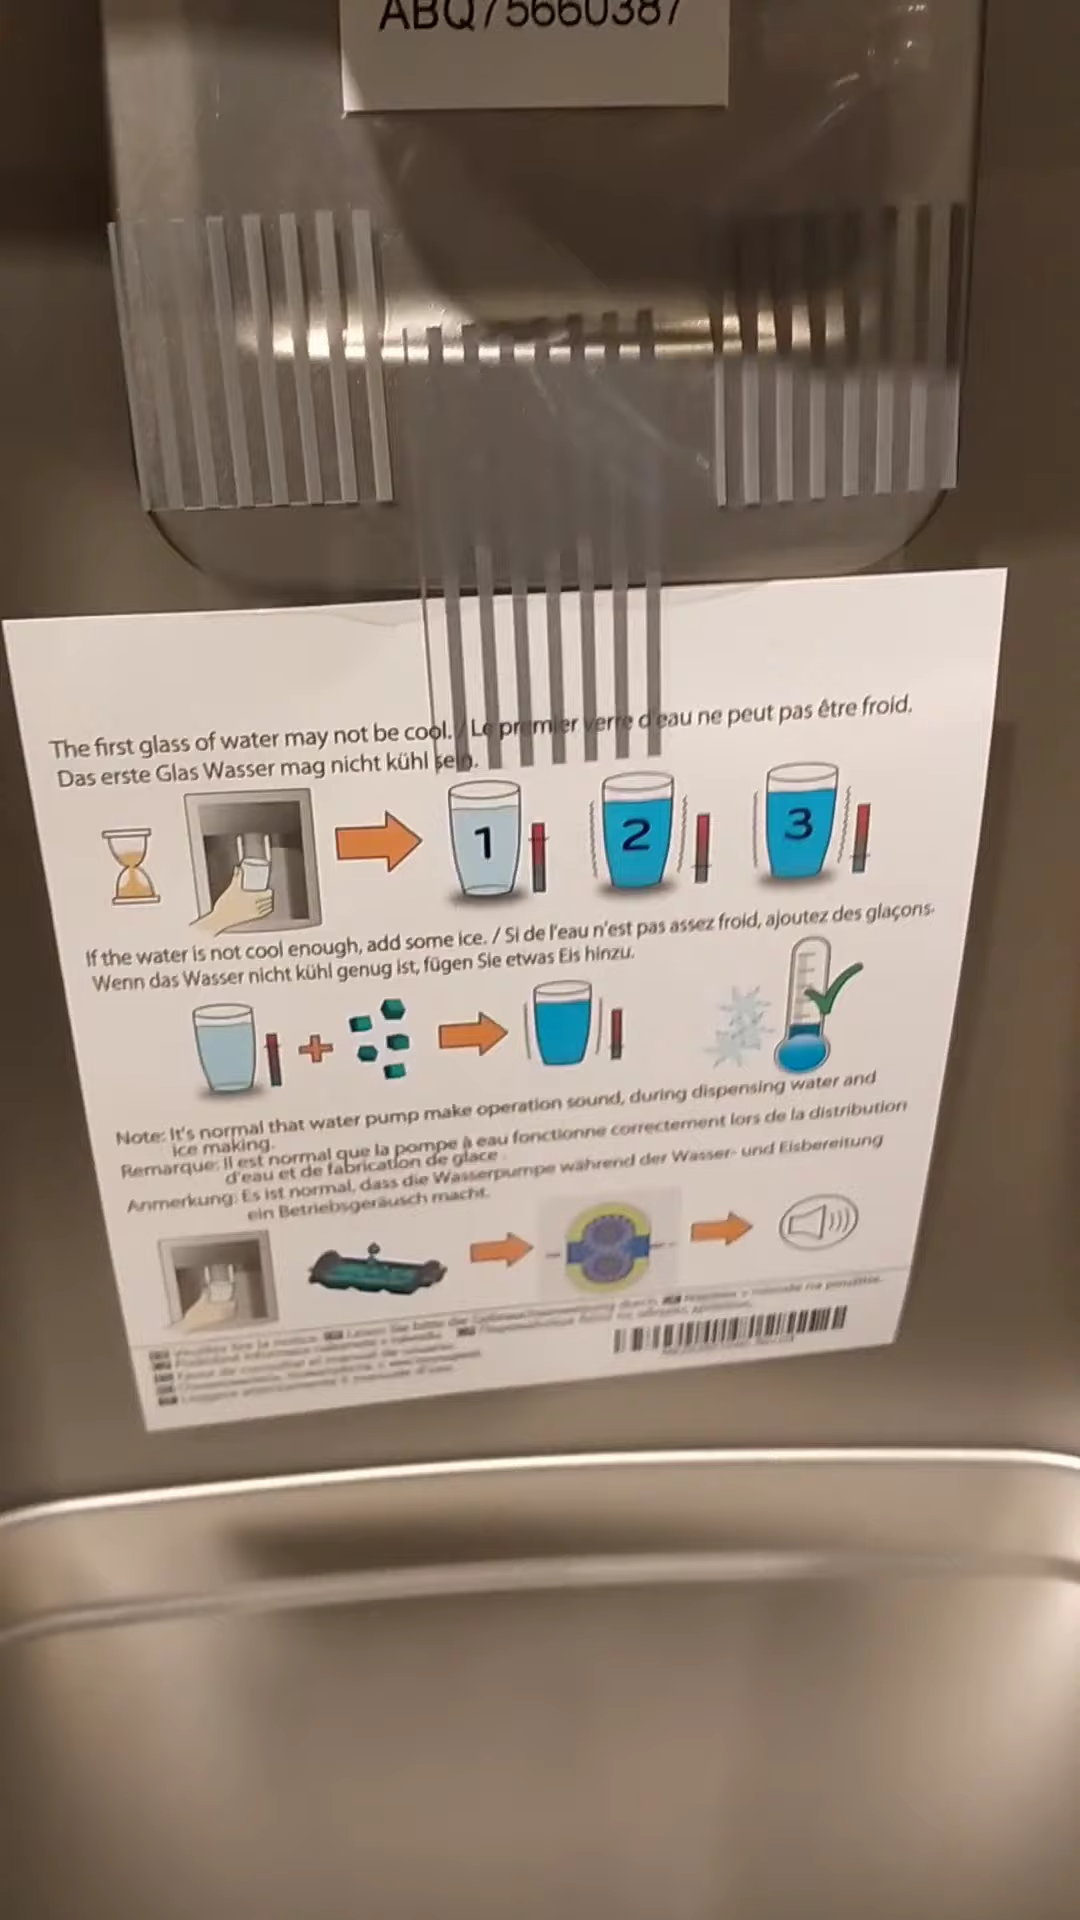 ABQ75660387
The first glass of water may not be cool. / Le premier verre d'eau ne peut pas être froid.
Das erste Glas Wasser mag nicht kühl sein.
1 2 3
If the water is not cool enough, add some ice. / Si de l'eau n'est pas assez froid, ajoutez des glaçons.
Wenn das Wasser nicht kühl genug ist, fügen Sie etwas Eis hinzu.
Note: It's normal that water pump make operation sound, during dispensing water and
ice making.
Remarque: Il est normal que la pompe à eau fonctionne correctement lors de la distribution
d'eau et de fabrication de glace.
Anmerkung: Es ist normal, dass die Wasserpumpe während der Wasser- und Eisbereitung
ein Betriebsgeräusch macht.